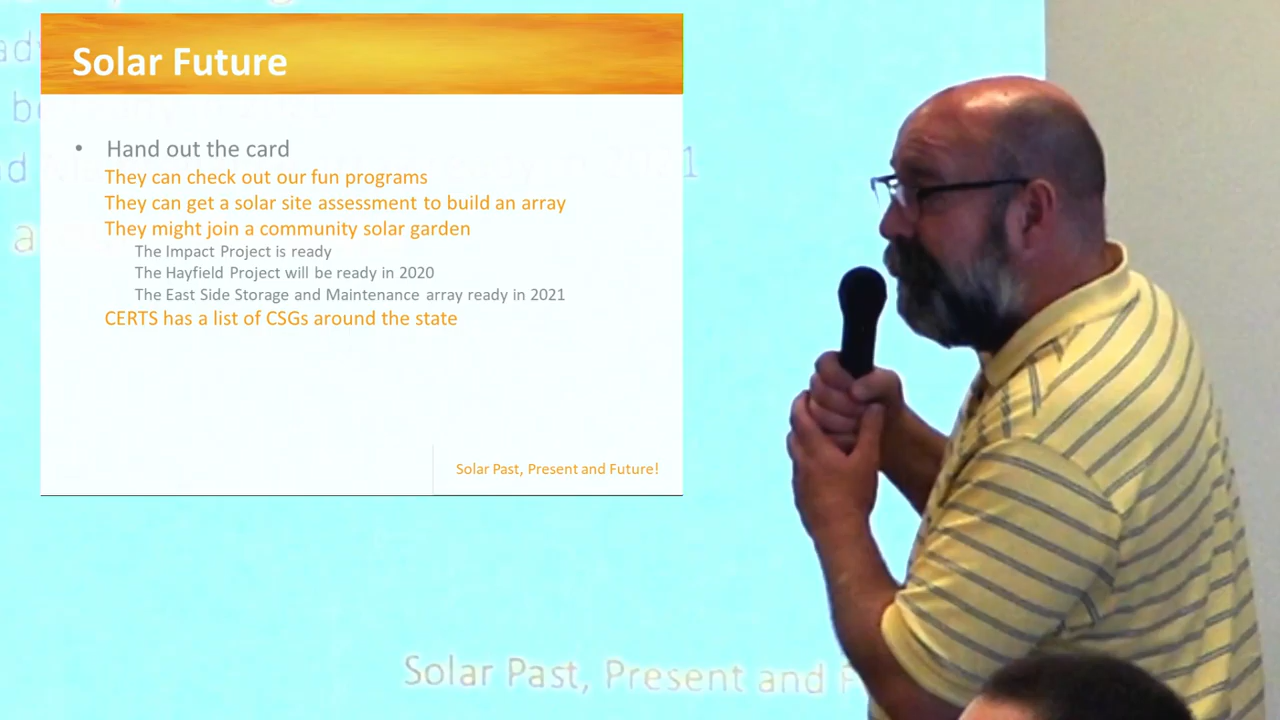 Solar Future
• Hand out the card
They can check out our fun programs
They can get a solar site assessment to build an array
They might join a community solar garden
The Impact Project is ready
The Hayfield Project will be ready in 2020
The East Side Storage and Maintenance array ready in 2021
CERTS has a list of CSGs around the state
Solar Past, Present and Future!
Solar Past, Present and F